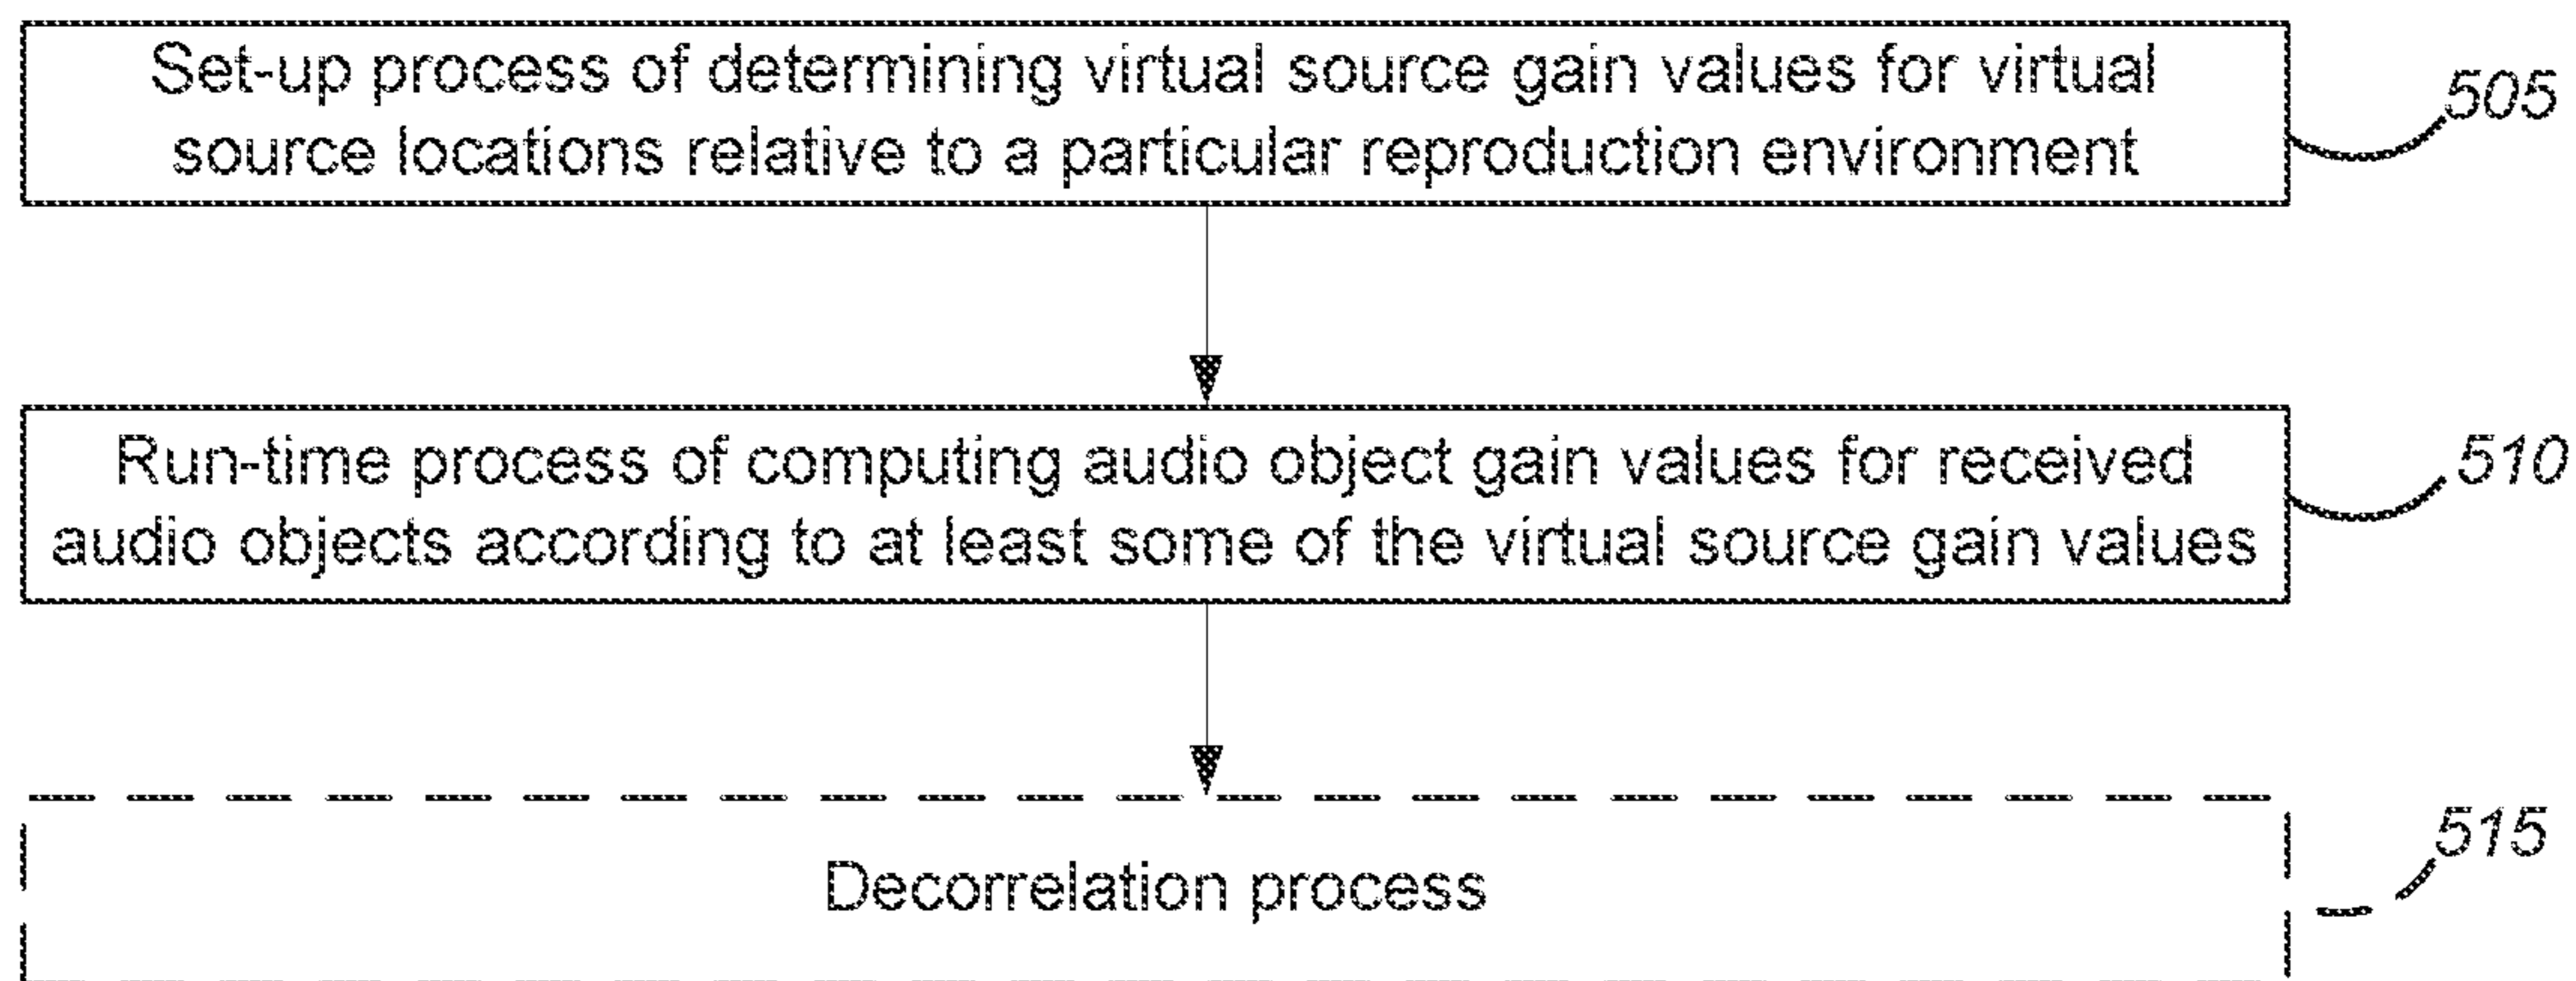 Set-up process of determining virtual source gain values for virtual
source locations relative to a particular reproduction environment
505
Run-time process of computing audio object gain values for received
audio objects according to at least some of the virtual source gain values
510
Decorrelation process
515